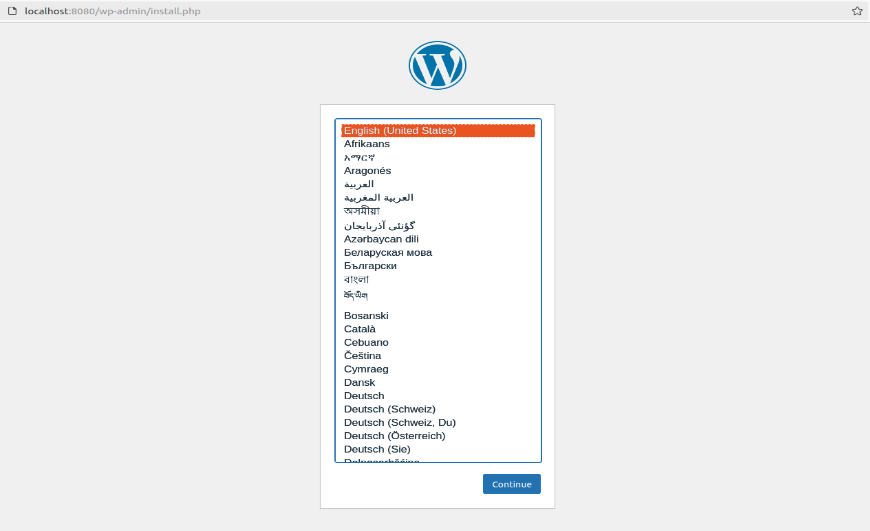 localhost:8080/wp-admin/install.php
English (United States)
Afrikaans
አማርኛ
Aragonés
العربية
العربية المغربية
অসমীয়া
گؤنئی آذربایجان
Azərbaycan dili
Беларуская мова
Български
বাংলা
བོད་ཡིག
Bosanski
Català
Cebuano
Čeština
Cymraeg
Dansk
Deutsch
Deutsch (Schweiz)
Deutsch (Schweiz, Du)
Deutsch (Österreich)
Deutsch (Sie)
Continue